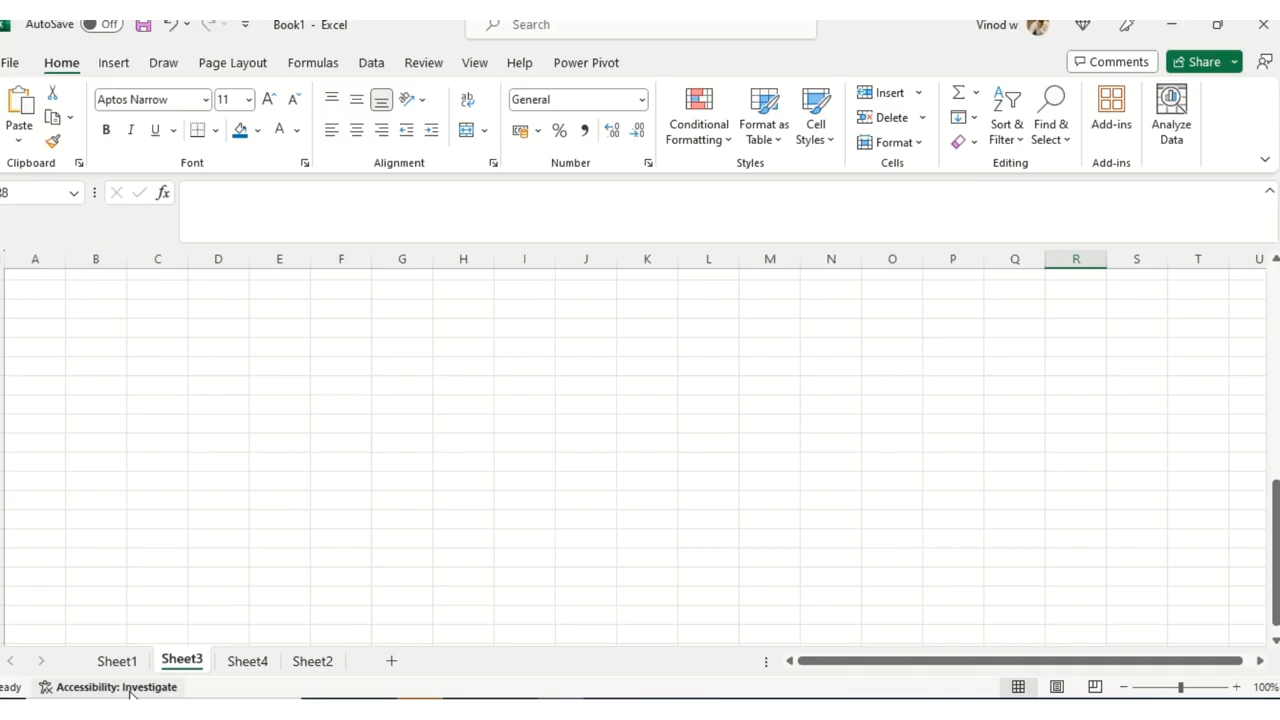 AutoSave Off Book1 - Excel Search Vinod w
File Home Insert Draw Page Layout Formulas Data Review View Help Power Pivot Comments Share
Aptos Narrow 11 General Insert
Paste Conditional Formatting Format as Table Cell Styles Delete Sort & Filter Find & Select Add-ins Analyze Data
B I U A % , Format
Clipboard Font Alignment Number Styles Cells Editing Add-ins
fx
A B C D E F G H I J K L M N O P Q R S T U
Sheet1 Sheet3 Sheet4 Sheet2 +
Accessibility: Investigate 100%